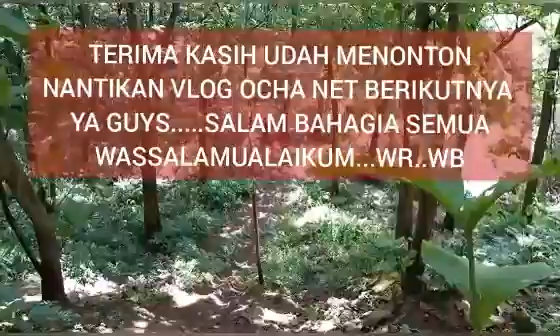 TERIMA KASIH UDAH MENONTON
NANTIKAN VLOG OCHA NET BERIKUTNYA
YA GUYS.....SALAM BAHAGIA SEMUA
WASSALAMUALAIKUM...WR..WB